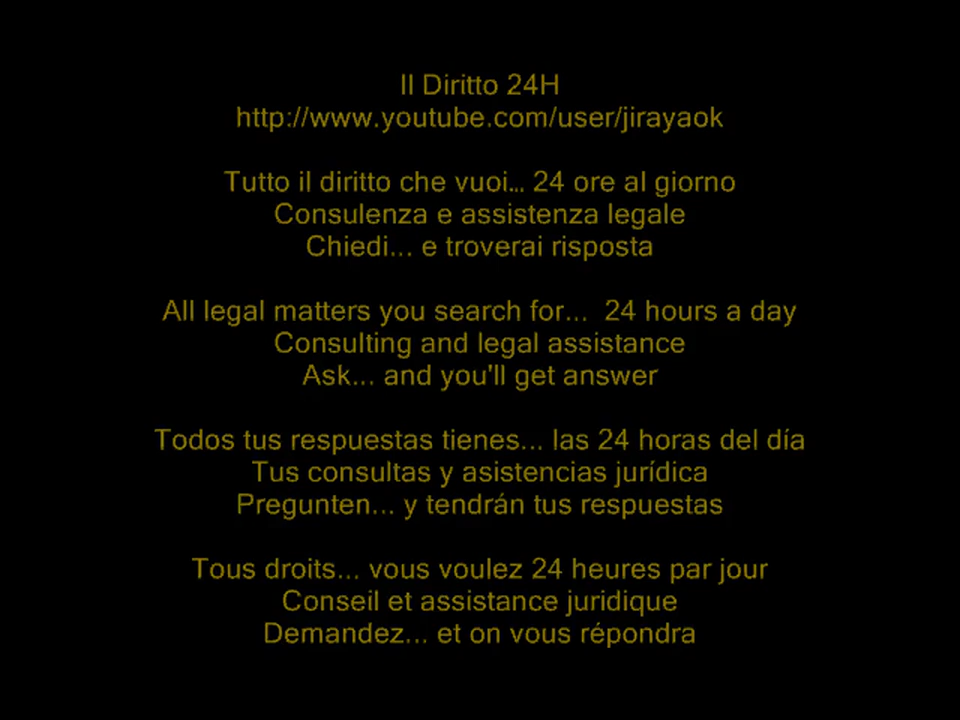 Il Diritto 24H
http://www.youtube.com/user/jirayaok
Tutto il diritto che vuoi... 24 ore al giorno
Consulenza e assistenza legale
Chiedi... e troverai risposta
All legal matters you search for...  24 hours a day
Consulting and legal assistance
Ask... and you'll get answer
Todos tus respuestas tienes... las 24 horas del día
Tus consultas y asistencias jurídica
Pregunten... y tendrán tus respuestas
Tous droits... vous voulez 24 heures par jour
Conseil et assistance juridique
Demandez... et on vous répondra